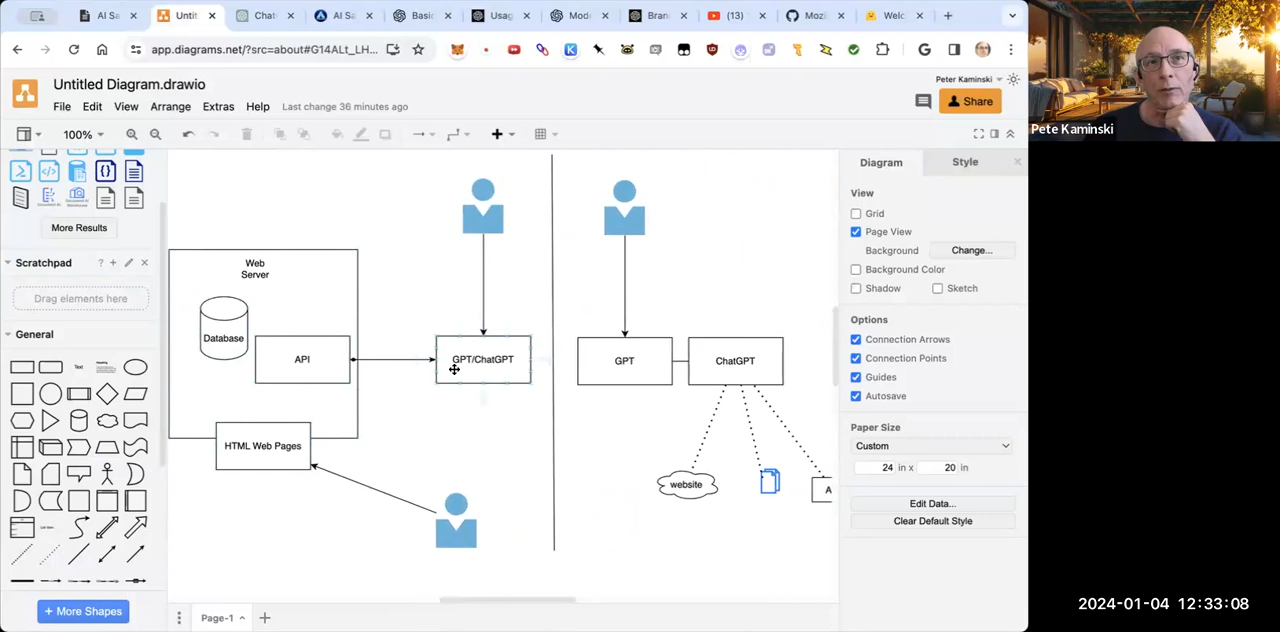 AI Sa
Untit
Chat
AI Sa
Basic
Usag
Mod
Bran
(13)
Mozil
Welc
app.diagrams.net/?src=about#G14ALt_LH...
Untitled Diagram.drawio
Peter Kaminski
File Edit View Arrange Extras Help Last change 36 minutes ago
Share
100%
Pete Kaminski
More Results
Scratchpad
Drag elements here
General
Text
Heading
+ More Shapes
Web
Server
Database
API
HTML Web Pages
GPT/ChatGPT
GPT
ChatGPT
website
A
Page-1
Diagram
Style
View
Grid
Page View
Background
Change...
Background Color
Shadow
Sketch
Options
Connection Arrows
Connection Points
Guides
Autosave
Paper Size
Custom
24 in x 20 in
Edit Data...
Clear Default Style
2024-01-04 12:33:08